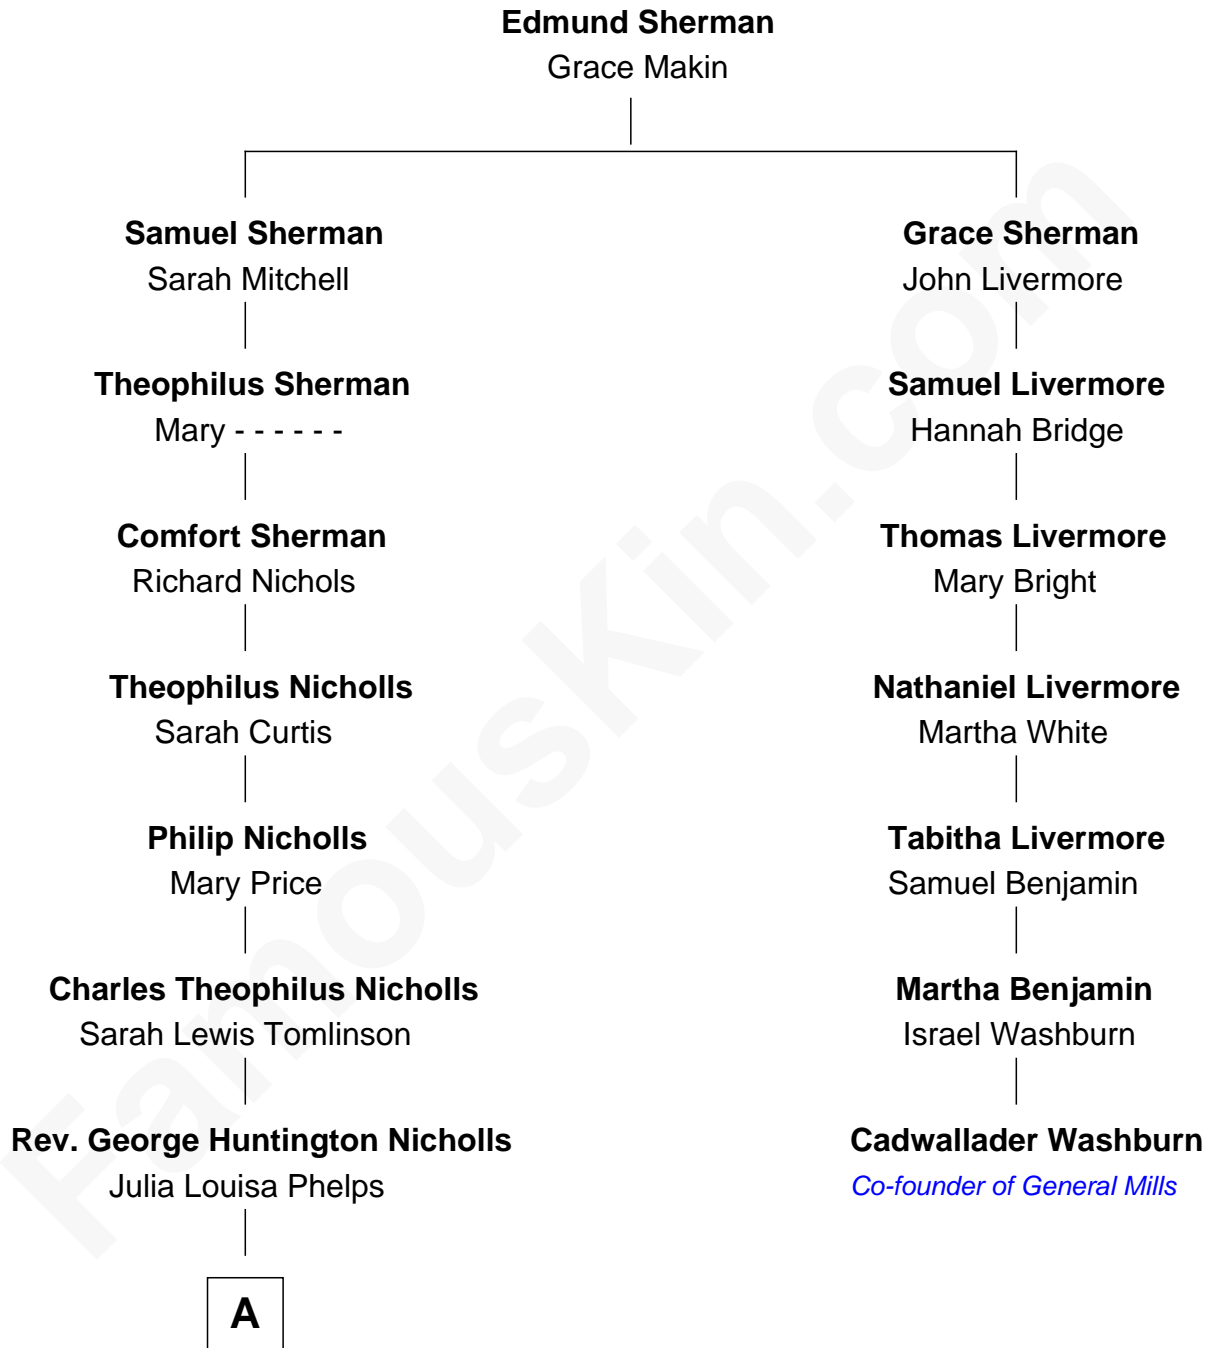 Edmund Sherman
Grace Makin
Samuel Sherman
Sarah Mitchell
Grace Sherman
John Livermore
Theophilus Sherman
Mary - - - - - -
Samuel Livermore
Hannah Bridge
Comfort Sherman
Richard Nichols
Thomas Livermore
Mary Bright
Theophilus Nicholls
Sarah Curtis
Nathaniel Livermore
Martha White
Philip Nicholls
Mary Price
Tabitha Livermore
Samuel Benjamin
Charles Theophilus Nicholls
Sarah Lewis Tomlinson
Martha Benjamin
Israel Washburn
Rev. George Huntington Nicholls
Julia Louisa Phelps
Cadwallader Washburn
Co-founder of General Mills
A
FamousKin.com